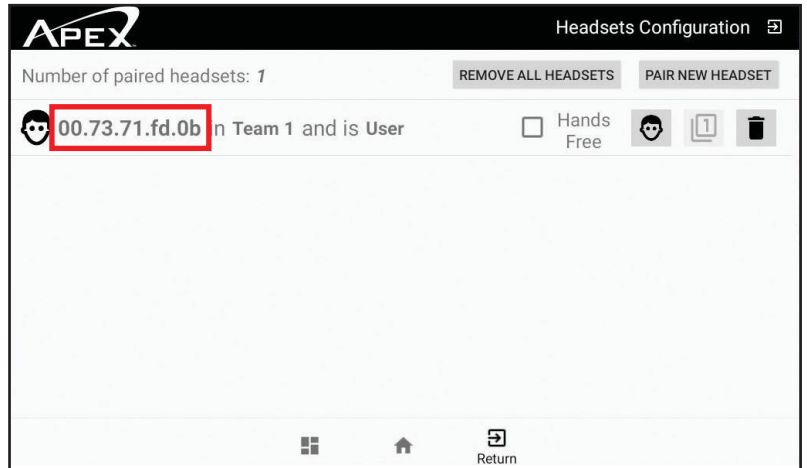 APEX
Headsets Configuration
Number of paired headsets: 1
REMOVE ALL HEADSETS
PAIR NEW HEADSET
00.73.71.fd.0b in Team 1 and is User
Hands
Free
1
Return